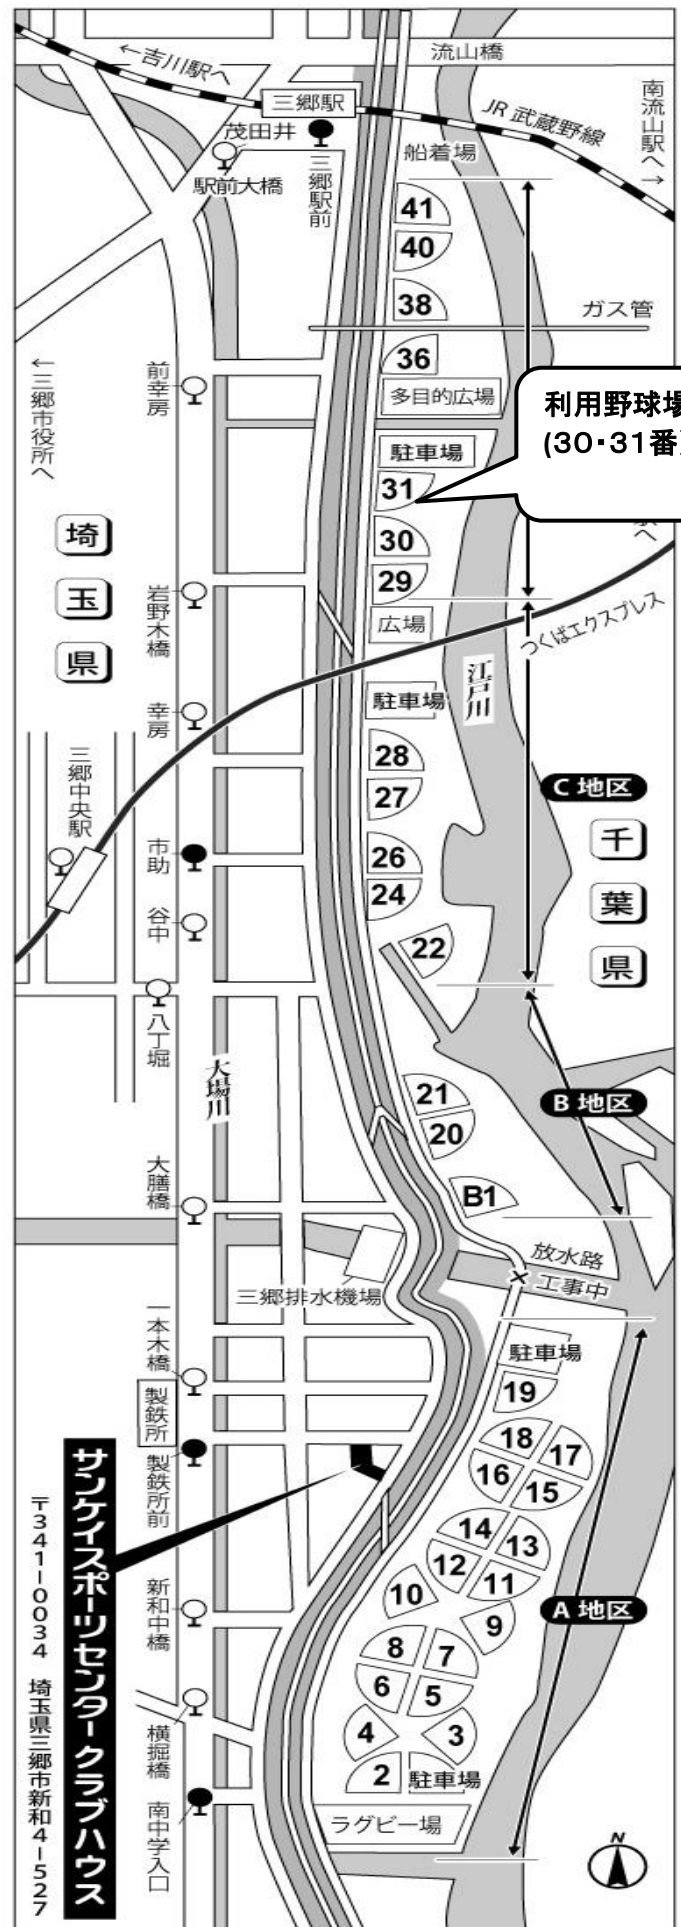 流山橋
←吉川駅へ
三郷駅
JR 武蔵野線
南流山駅へ→
茂田井
駅前大橋
三郷駅前
船着場
41
40
38
ガス管
36
前幸房
←三郷市役所へ
多目的広場
利用野球場
(30・31番)
駐車場
31
30
29
駅へ
埼玉県
岩野木橋
広場
つくばエクスプレス
江戸川
幸房
駐車場
三郷中央駅
28
27
C 地区
市助
26
24
千葉県
谷中
22
八丁堀
大場川
21
20
B 地区
大膳橋
B1
放水路
×工事中
三郷排水機場
一本木橋
駐車場
19
製鉄所
製鉄所前
18
17
16
15
14
13
12
11
10
9
A 地区
新和中橋
8
7
6
5
横堀橋
4
3
2
駐車場
南中学入口
ラグビー場
N
サンケイスポーツセンタークラブハウス
〒341-0034 埼玉県三郷市新和4-527